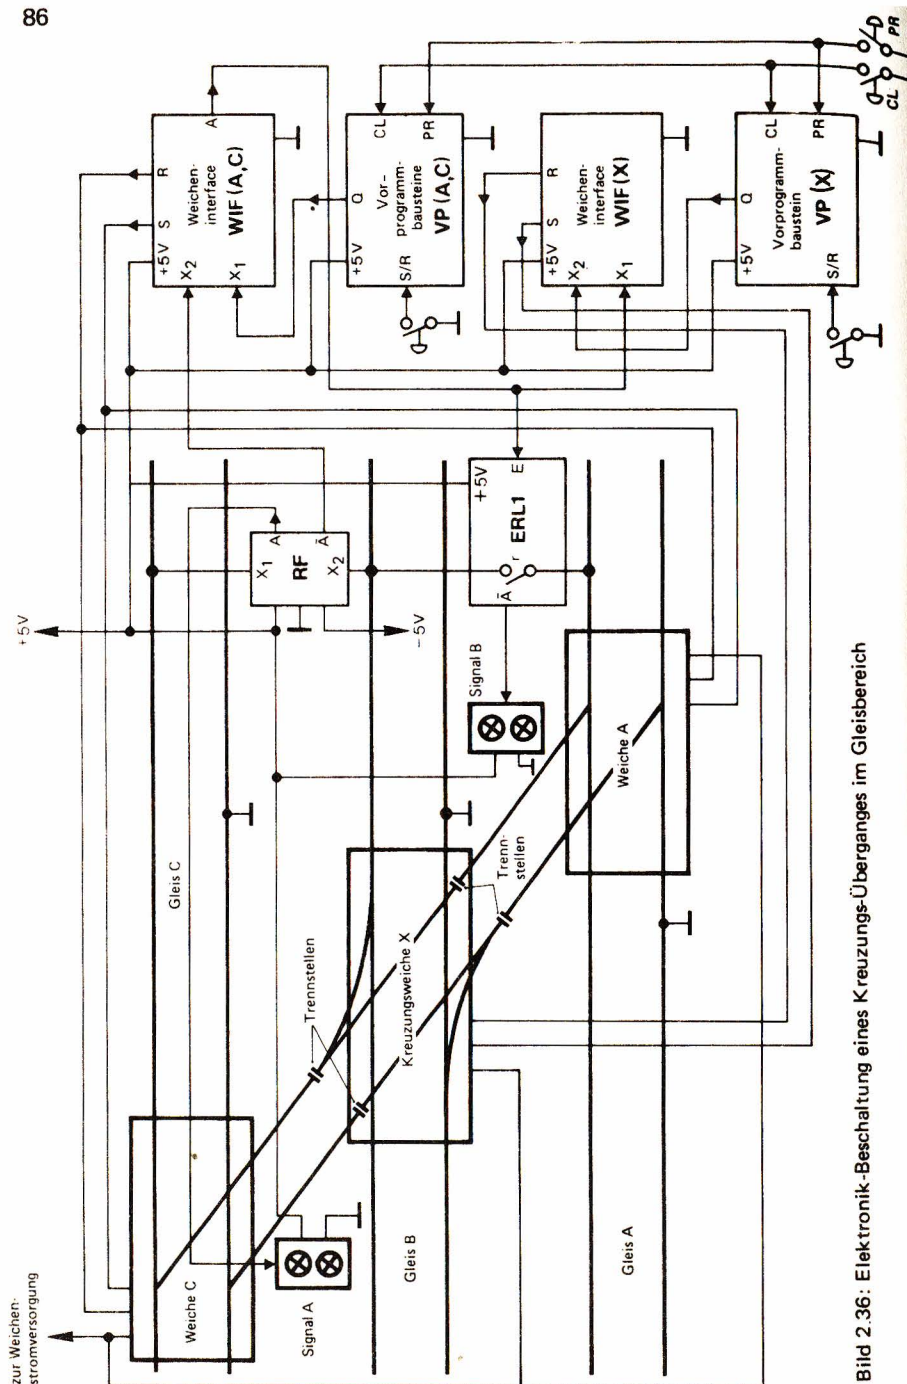 86
zur Weichen-
stromversorgung
+5V
-5V
Weiche C
Gleis C
Signal A
Gleis B
Gleis A
Trennstellen
Kreuzungsweiche X
Trenn-
stellen
Weiche A
Signal B
X1
A
RF
X2
Ā
+5V
E
ERL1
r
Ā
A
R
S
+5V
X2
X1
Weichen-
interface
WIF (A,C)
CL
PR
Q
+5V
S/R
Vor-
programm-
bausteine
VP (A,C)
R
S
+5V
X2
X1
Weichen-
interface
WIF(X)
CL
PR
Q
+5V
S/R
Vorprogramm-
baustein
VP (X)
PR
CL
Bild 2.36: Elektronik-Beschaltung eines Kreuzungs-Überganges im Gleisbereich